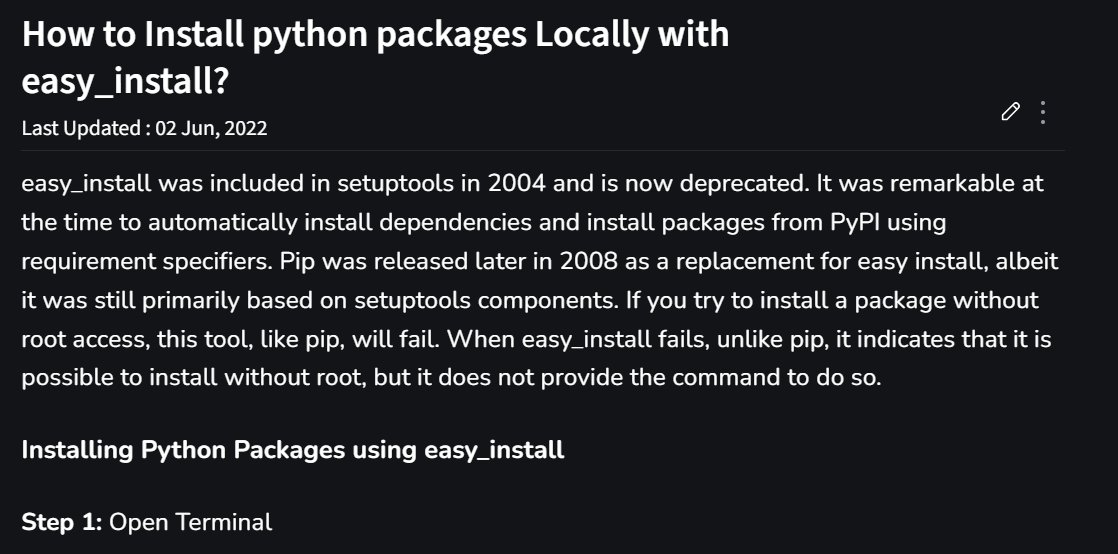 How to Install python packages Locally with
easy_install?
Last Updated : 02 Jun, 2022
easy_install was included in setuptools in 2004 and is now deprecated. It was remarkable at
the time to automatically install dependencies and install packages from PyPI using
requirement specifiers. Pip was released later in 2008 as a replacement for easy install, albeit
it was still primarily based on setuptools components. If you try to install a package without
root access, this tool, like pip, will fail. When easy_install fails, unlike pip, it indicates that it is
possible to install without root, but it does not provide the command to do so.
Installing Python Packages using easy_install
Step 1: Open Terminal